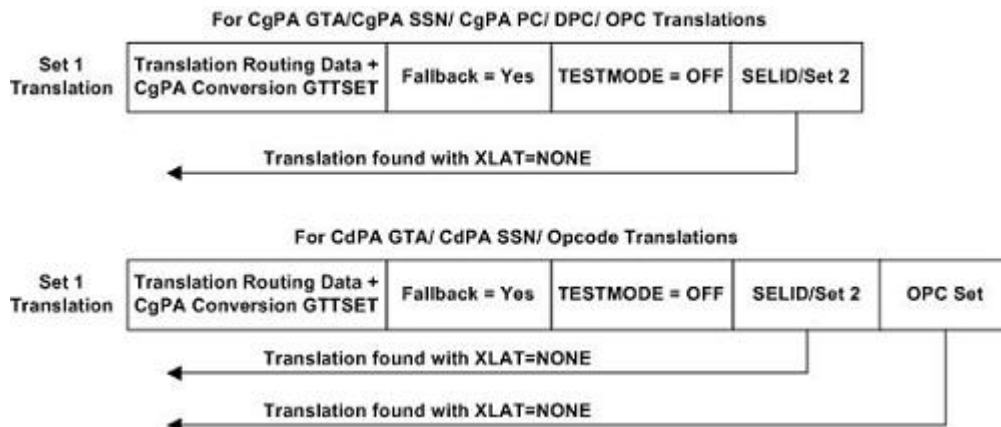 For CgPA GTA/CgPA SSN/ CgPA PC/ DPC/ OPC Translations
Set 1
Translation
Translation Routing Data +
CgPA Conversion GTTSET
Fallback = Yes
TESTMODE = OFF
SELID/Set 2
Translation found with XLAT=NONE
For CdPA GTA/ CdPA SSN/ Opcode Translations
Set 1
Translation
Translation Routing Data +
CgPA Conversion GTTSET
Fallback = Yes
TESTMODE = OFF
SELID/Set 2
OPC Set
Translation found with XLAT=NONE
Translation found with XLAT=NONE